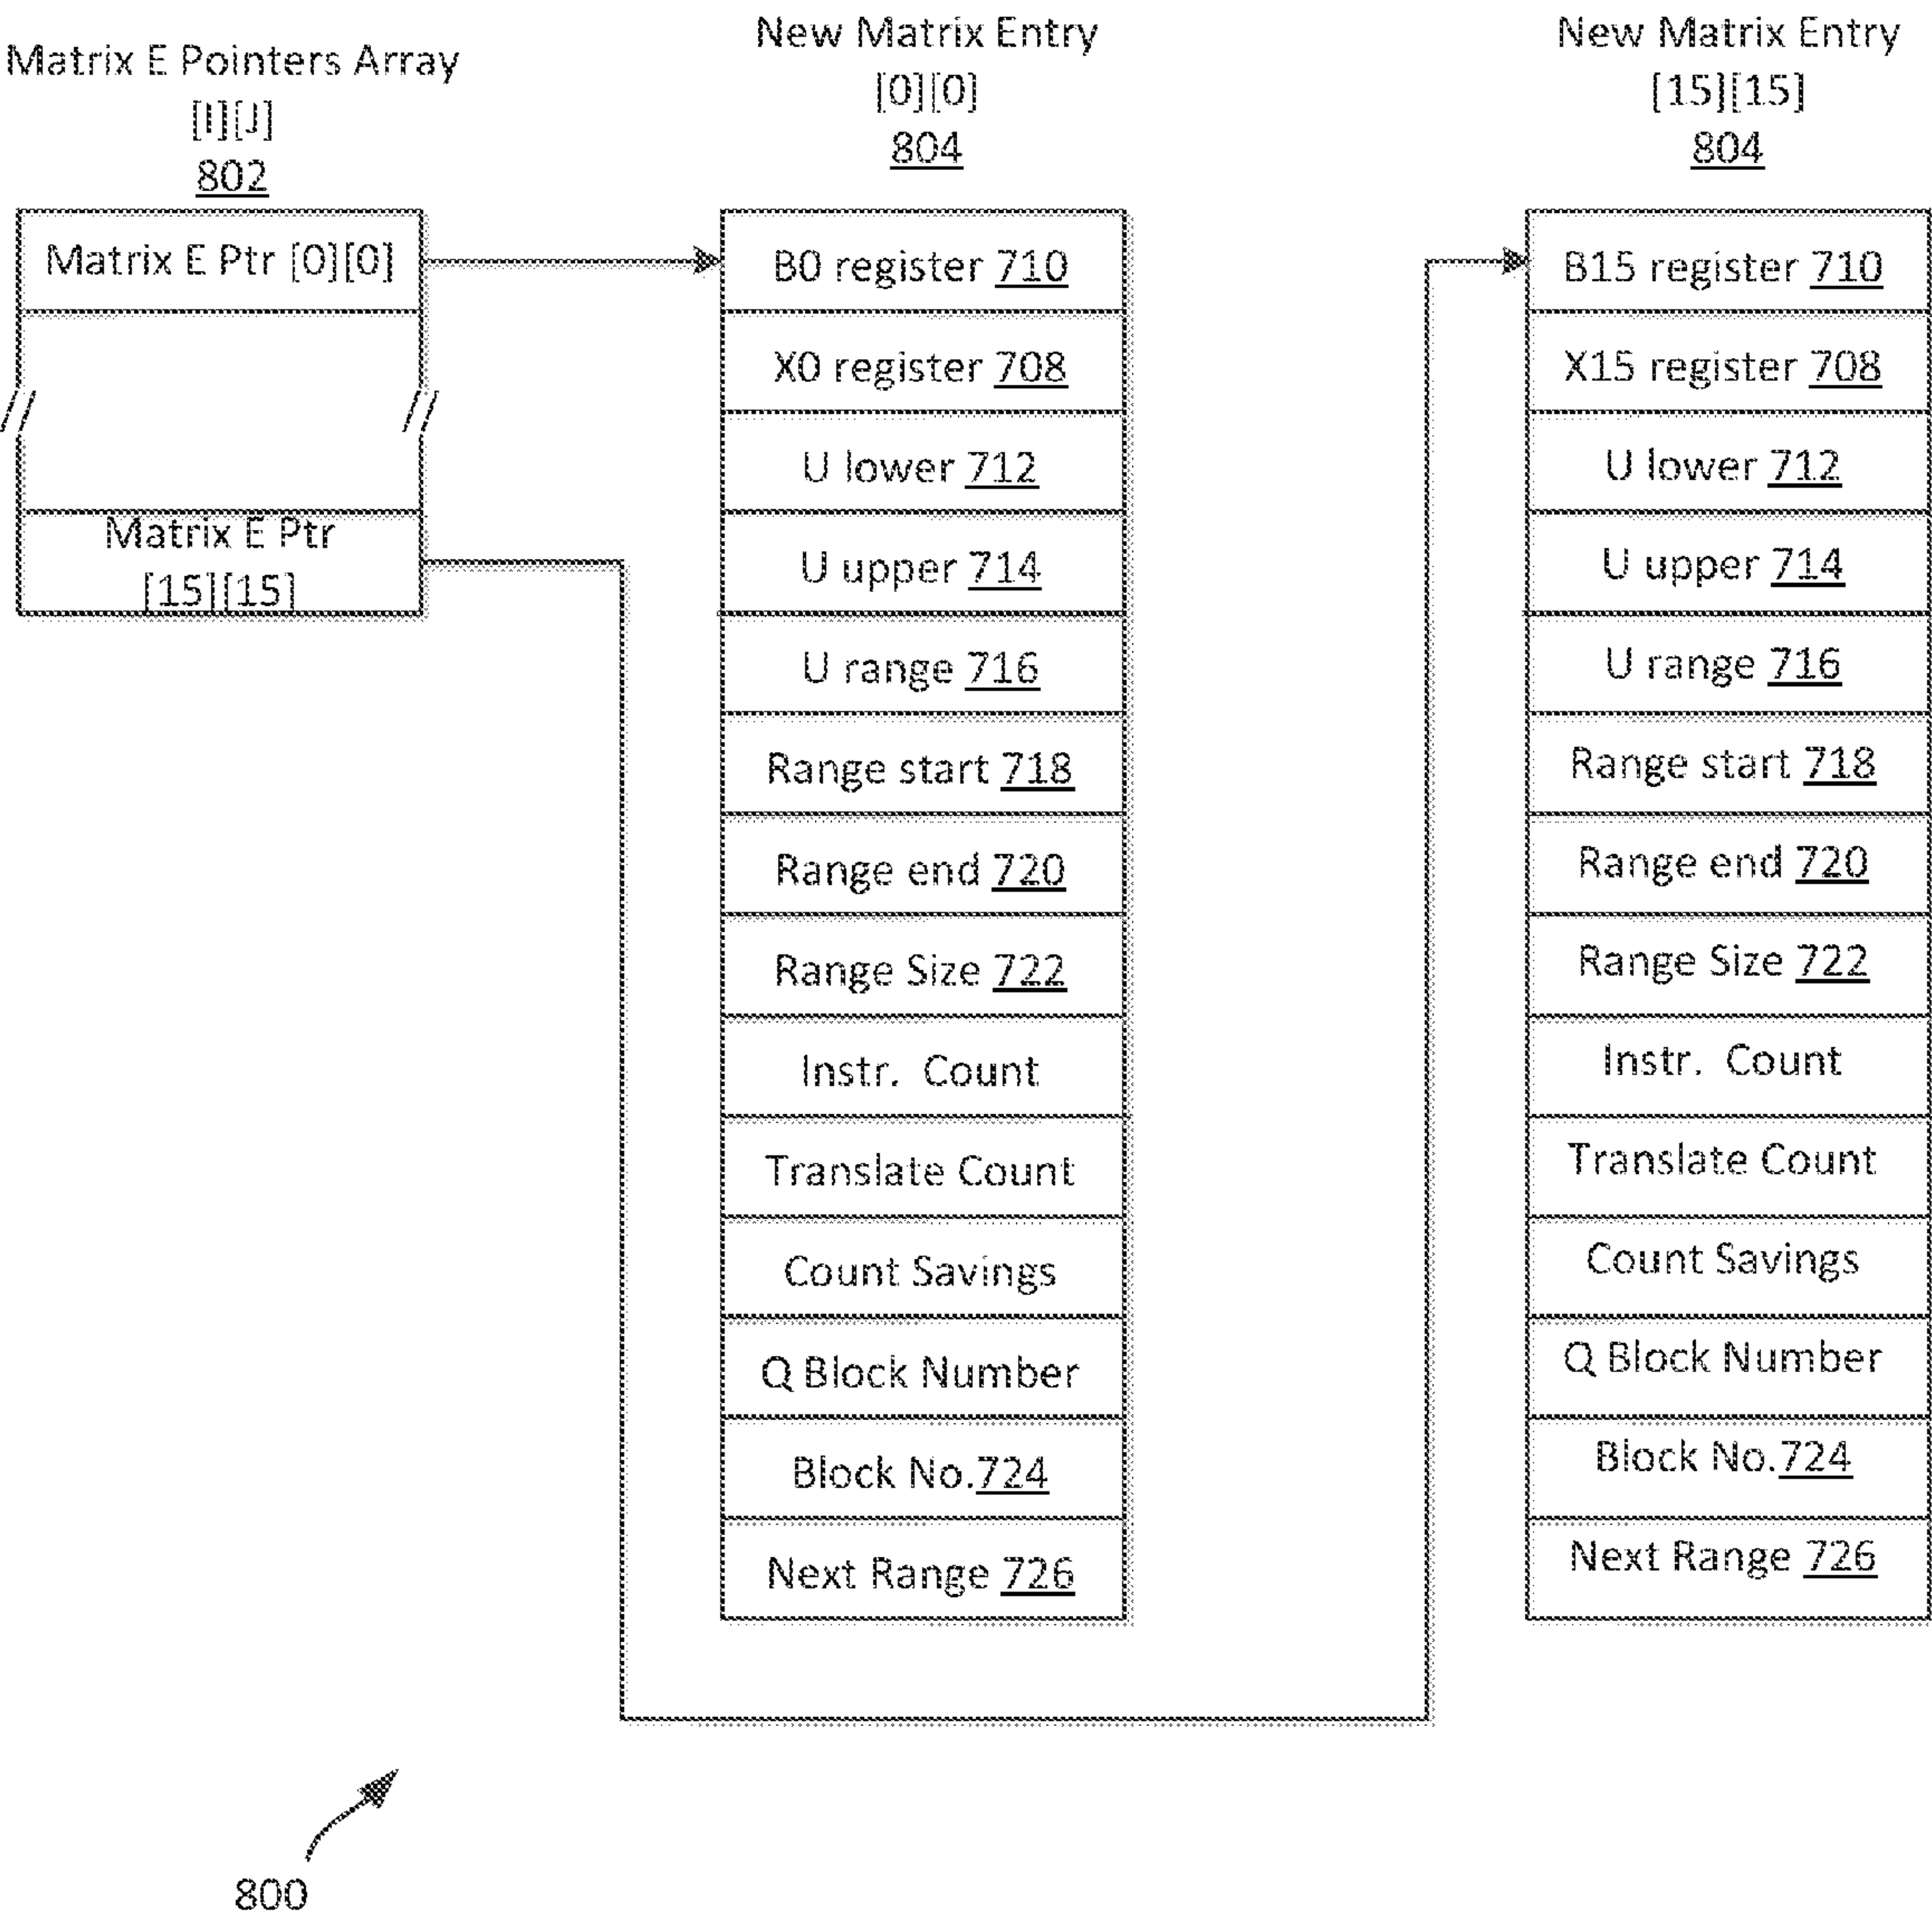 Matrix E Pointers Array
[I][J]
802
Matrix E Ptr [0][0]
Matrix E Ptr
[15][15]
New Matrix Entry
[0][0]
804
B0 register 710
X0 register 708
U lower 712
U upper 714
U range 716
Range start 718
Range end 720
Range Size 722
Instr. Count
Translate Count
Count Savings
Q Block Number
Block No.724
Next Range 726
New Matrix Entry
[15][15]
804
B15 register 710
X15 register 708
U lower 712
U upper 714
U range 716
Range start 718
Range end 720
Range Size 722
Instr. Count
Translate Count
Count Savings
Q Block Number
Block No.724
Next Range 726
800